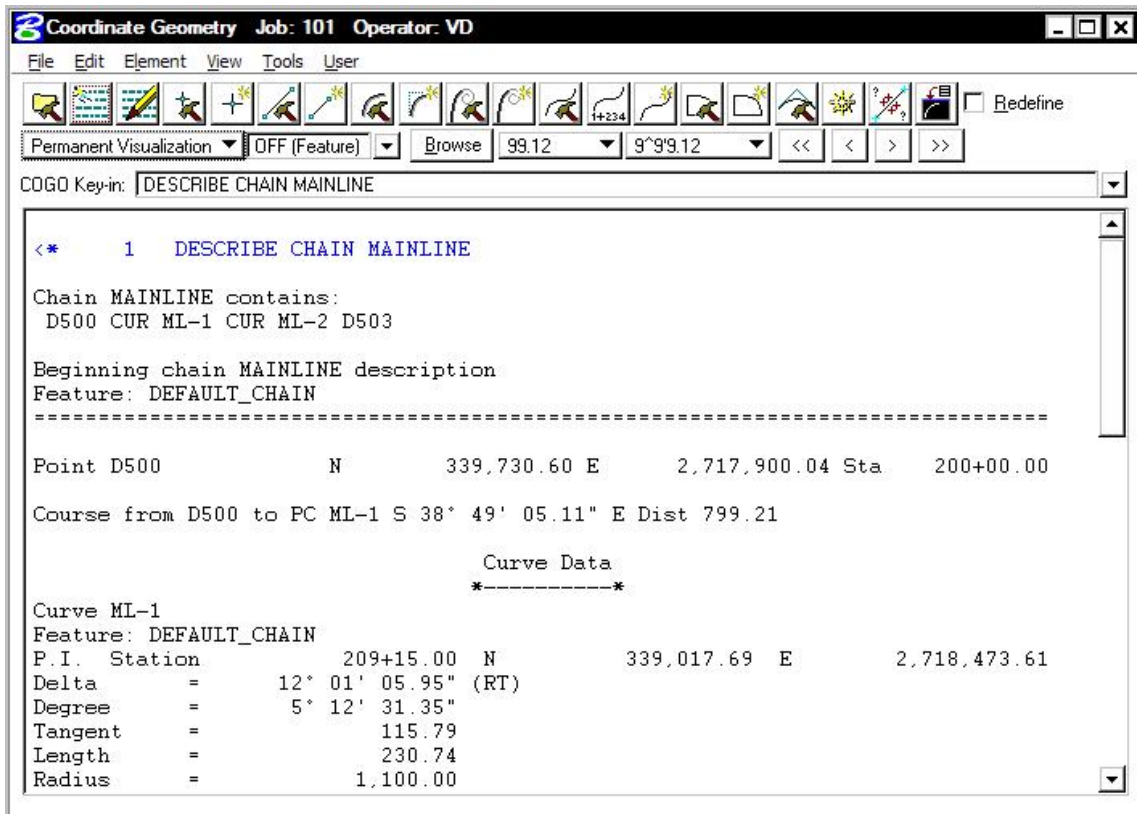 Coordinate Geometry Job: 101 Operator: VD
File Edit Element View Tools User
1+234 Redefine
Permanent Visualization OFF (Feature) Browse 99.12 9^9'9.12 << < > >>
COGO Key-in: DESCRIBE CHAIN MAINLINE
<* 1 DESCRIBE CHAIN MAINLINE
Chain MAINLINE contains:
D500 CUR ML-1 CUR ML-2 D503
Beginning chain MAINLINE description
Feature: DEFAULT_CHAIN
===============================================================================
Point D500 N 339,730.60 E 2,717,900.04 Sta 200+00.00
Course from D500 to PC ML-1 S 38° 49' 05.11" E Dist 799.21
Curve Data
*----------*
Curve ML-1
Feature: DEFAULT_CHAIN
P.I. Station 209+15.00 N 339,017.69 E 2,718,473.61
Delta = 12° 01' 05.95" (RT)
Degree = 5° 12' 31.35"
Tangent = 115.79
Length = 230.74
Radius = 1,100.00